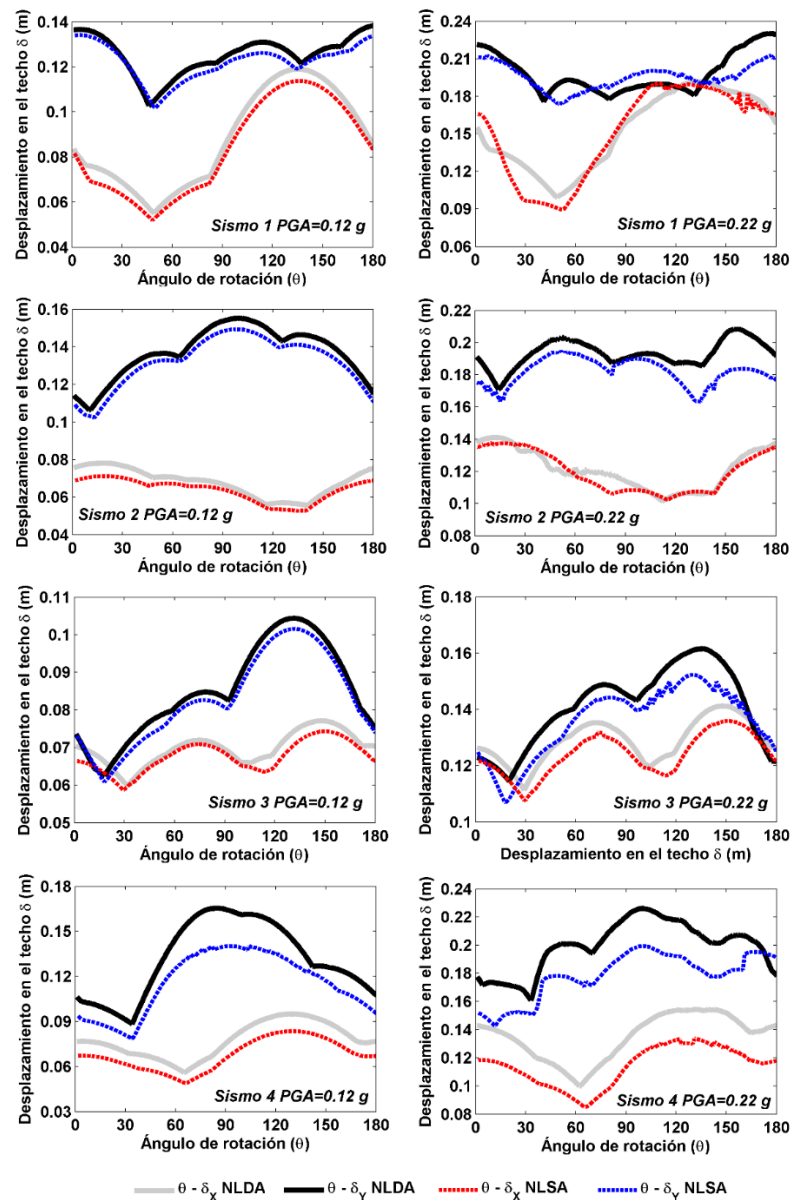 Desplazamiento en el techo δ (m)
0.14
0.12
0.1
0.08
0.06
0.04
0 30 60 90 120 150 180
Sismo 1 PGA=0.12 g
Ángulo de rotación (θ)
Desplazamiento en el techo δ (m)
0.24
0.21
0.18
0.15
0.12
0.09
0.06
0 30 60 90 120 150 180
Sismo 1 PGA=0.22 g
Ángulo de rotación (θ)
Desplazamiento en el techo δ (m)
0.16
0.14
0.12
0.1
0.08
0.06
0.04
0 30 60 90 120 150 180
Sismo 2 PGA=0.12 g
Ángulo de rotación (θ)
Desplazamiento en el techo δ (m)
0.22
0.2
0.18
0.16
0.14
0.12
0.1
0.08
0 30 60 90 120 150 180
Sismo 2 PGA=0.22 g
Ángulo de rotación (θ)
Desplazamiento en el techo δ (m)
0.11
0.1
0.09
0.08
0.07
0.06
0.05
0 30 60 90 120 150 180
Sismo 3 PGA=0.12 g
Ángulo de rotación (θ)
Desplazamiento en el techo δ (m)
0.18
0.16
0.14
0.12
0.1
0 30 60 90 120 150 180
Sismo 3 PGA=0.22 g
Desplazamiento en el techo δ (m)
Desplazamiento en el techo δ (m)
0.18
0.15
0.12
0.09
0.06
0.03
0 30 60 90 120 150 180
Sismo 4 PGA=0.12 g
Ángulo de rotación (θ)
Desplazamiento en el techo δ (m)
0.24
0.22
0.2
0.18
0.16
0.14
0.12
0.1
0.08
0 30 60 90 120 150 180
Sismo 4 PGA=0.22 g
Ángulo de rotación (θ)
θ - δX NLDA θ - δY NLDA θ - δX NLSA θ - δY NLSA